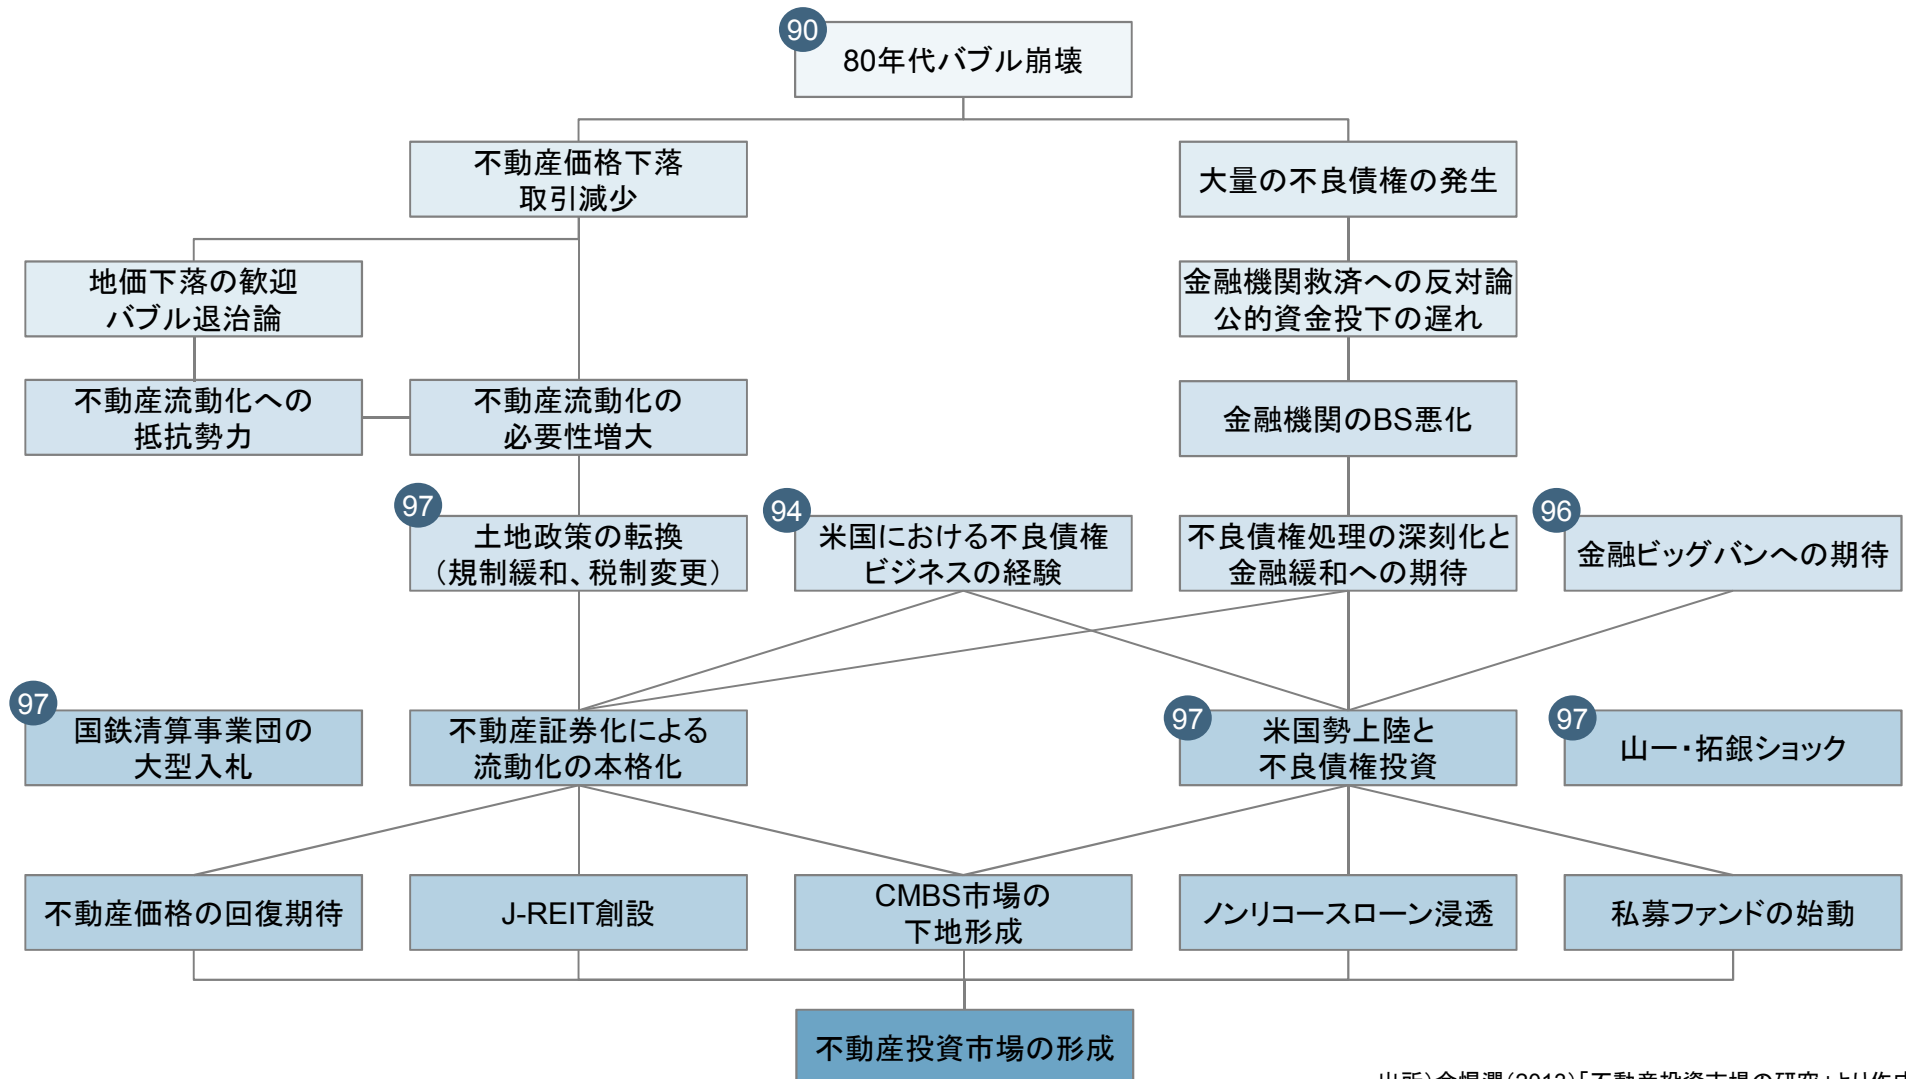 90
80年代バブル崩壊
不動産価格下落
取引減少
大量の不良債権の発生
地価下落の歓迎
バブル退治論
金融機関救済への反対論
公的資金投下の遅れ
不動産流動化への
抵抗勢力
不動産流動化の
必要性増大
金融機関のBS悪化
97
土地政策の転換
（規制緩和、税制変更）
94
米国における不良債権
ビジネスの経験
不良債権処理の深刻化と
金融緩和への期待
96
金融ビッグバンへの期待
97
国鉄清算事業団の
大型入札
不動産証券化による
流動化の本格化
97
米国勢上陸と
不良債権投資
97
山一・拓銀ショック
不動産価格の回復期待
J-REIT創設
CMBS市場の
下地形成
ノンリコースローン浸透
私募ファンドの始動
不動産投資市場の形成